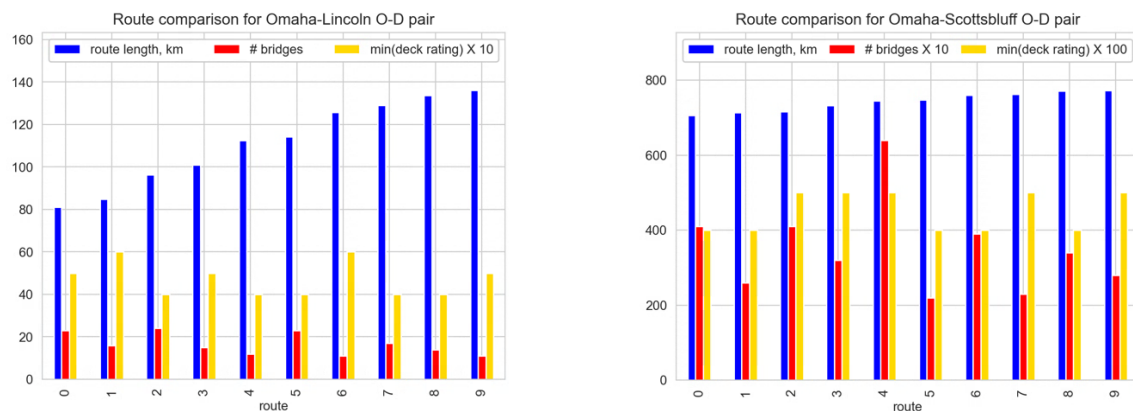 Route comparison for Omaha-Lincoln O-D pair
route length, km # bridges min(deck rating) X 10
160
140
120
100
80
60
40
20
0
0 1 2 3 4 5 6 7 8 9
route
Route comparison for Omaha-Scottsbluff O-D pair
route length, km # bridges X 10 min(deck rating) X 100
800
600
400
200
0
0 1 2 3 4 5 6 7 8 9
route